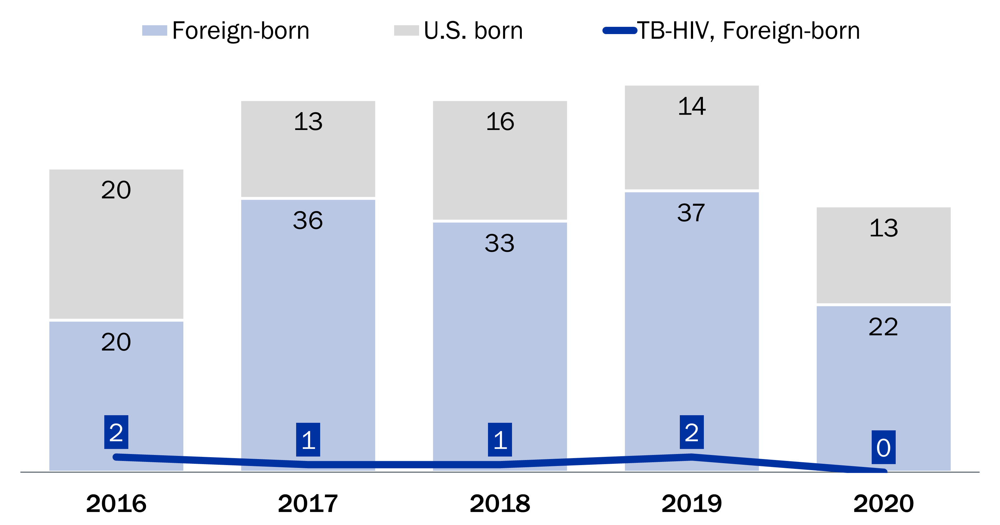 Foreign-born U.S. born TB-HIV, Foreign-born
20 13 16 14 13
20 36 33 37 22
2 1 1 2 0
2016 2017 2018 2019 2020